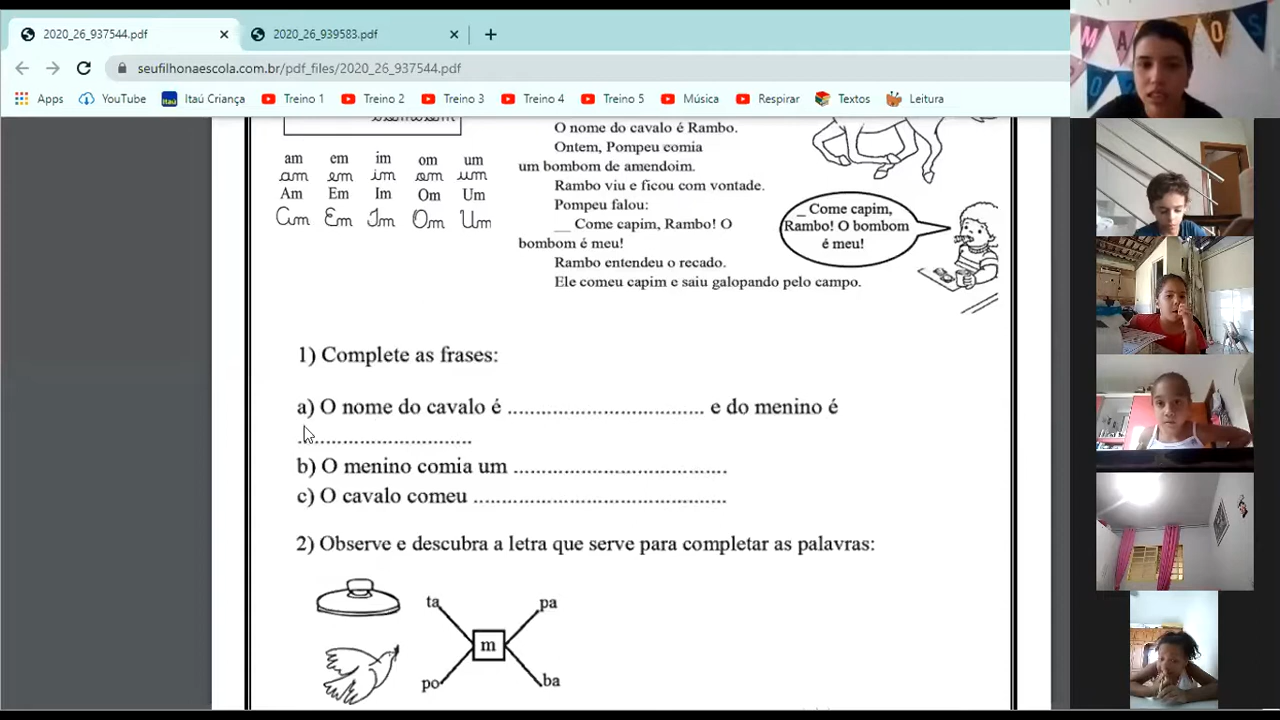 2020_26_937544.pdf
2020_26_939583.pdf
seufilhonaescola.com.br/pdf_files/2020_26_937544.pdf
Apps YouTube Itaú Criança Treino 1 Treino 2 Treino 3 Treino 4 Treino 5 Música Respirar Textos Leitura
am em im om um
am em im om um
Am Em Im Om Um
Am Em Im Om Um
O nome do cavalo é Rambo.
Ontem, Pompeu comia
um bombom de amendoim.
Rambo viu e ficou com vontade.
Pompeu falou:
__ Come capim, Rambo! O
bombom é meu!
Rambo entendeu o recado.
Ele comeu capim e saiu galopando pelo campo.
_ Come capim,
Rambo! O bombom
é meu!
1) Complete as frases:
a) O nome do cavalo é ................................... e do menino é
...............................
b) O menino comia um ......................................
c) O cavalo comeu .............................................
2) Observe e descubra a letra que serve para completar as palavras:
ta pa
m
po ba